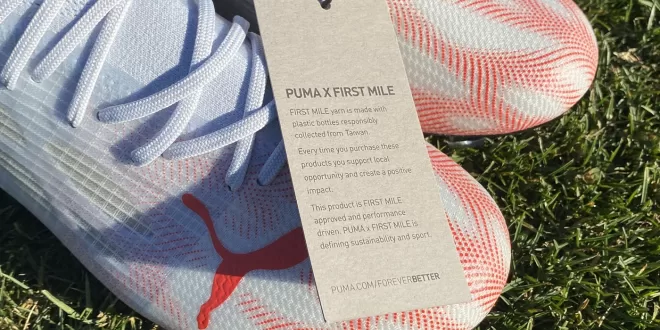 PUMA X FIRST MILE
FIRST MILE yarn is made with
plastic bottles responsibly
collected from Taiwan
Every time you purchase these
products you support local
opportunity and create a positive
impact.
This product is FIRST MILE
approved and performance
driven. PUMA x FIRST MILE is
defining sustainability and sport.
PUMA.COM/FOREVERBETTER